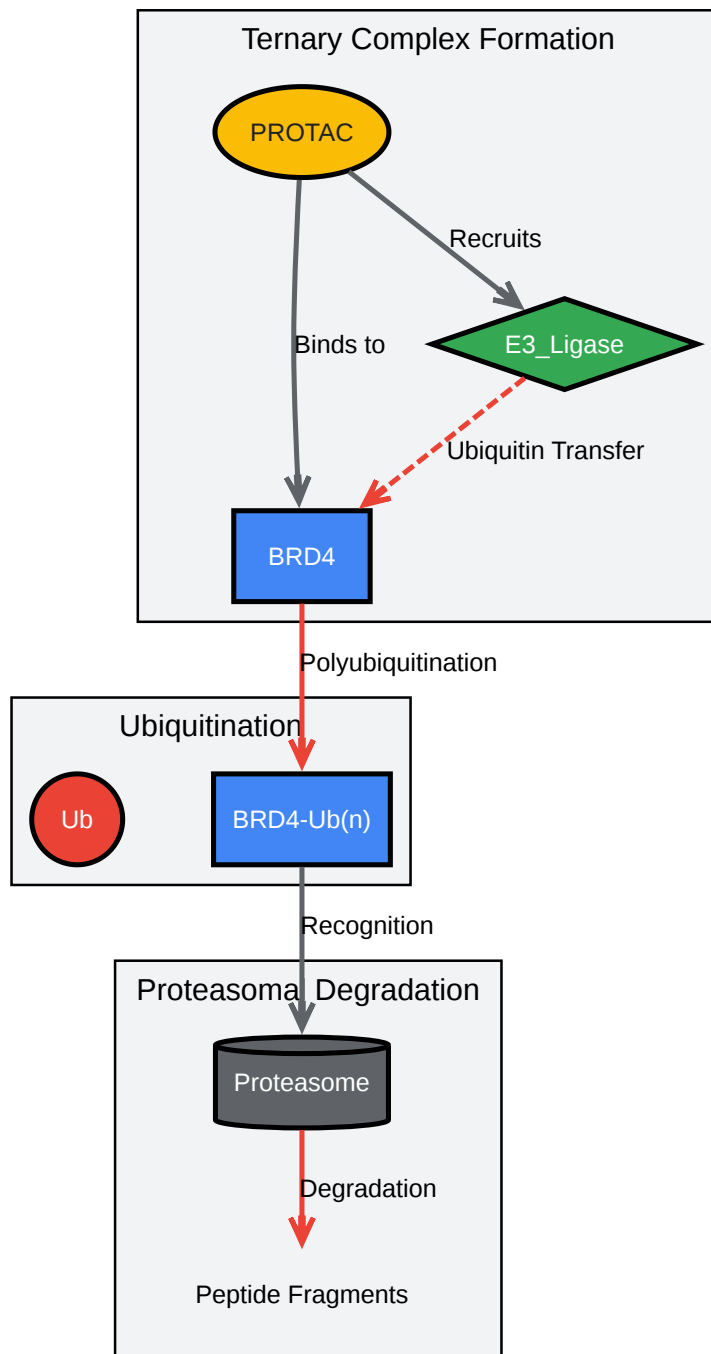 Ternary Complex Formation
PROTAC
Recruits
Binds to
E3_Ligase
Ubiquitin Transfer
BRD4
Polyubiquitination
Ubiquitination
Ub
BRD4-Ub(n)
Recognition
Proteasomal Degradation
Proteasome
Degradation
Peptide Fragments